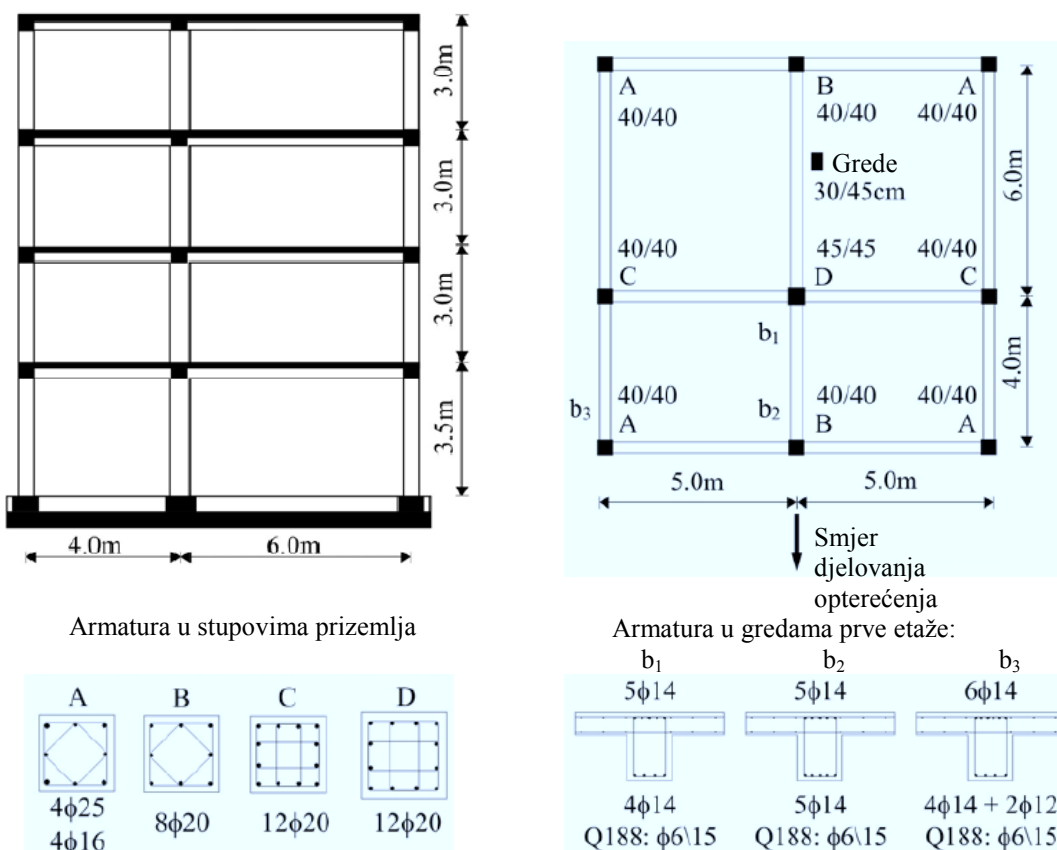 3.0m
3.0m
3.0m
3.5m
4.0m
6.0m
A
B
A
40/40
40/40
40/40
Grede
30/45cm
6.0m
40/40
45/45
40/40
C
D
C
b1
4.0m
40/40
40/40
40/40
b3
A
b2
B
A
5.0m
5.0m
Smjer
djelovanja
opterećenja
Armatura u stupovima prizemlja
A
B
C
D
4ϕ25
4ϕ16
8ϕ20
12ϕ20
12ϕ20
Armatura u gredama prve etaže:
b1
b2
b3
5ϕ14
5ϕ14
6ϕ14
4ϕ14
5ϕ14
4ϕ14 + 2ϕ12
Q188: ϕ6\15
Q188: ϕ6\15
Q188: ϕ6\15